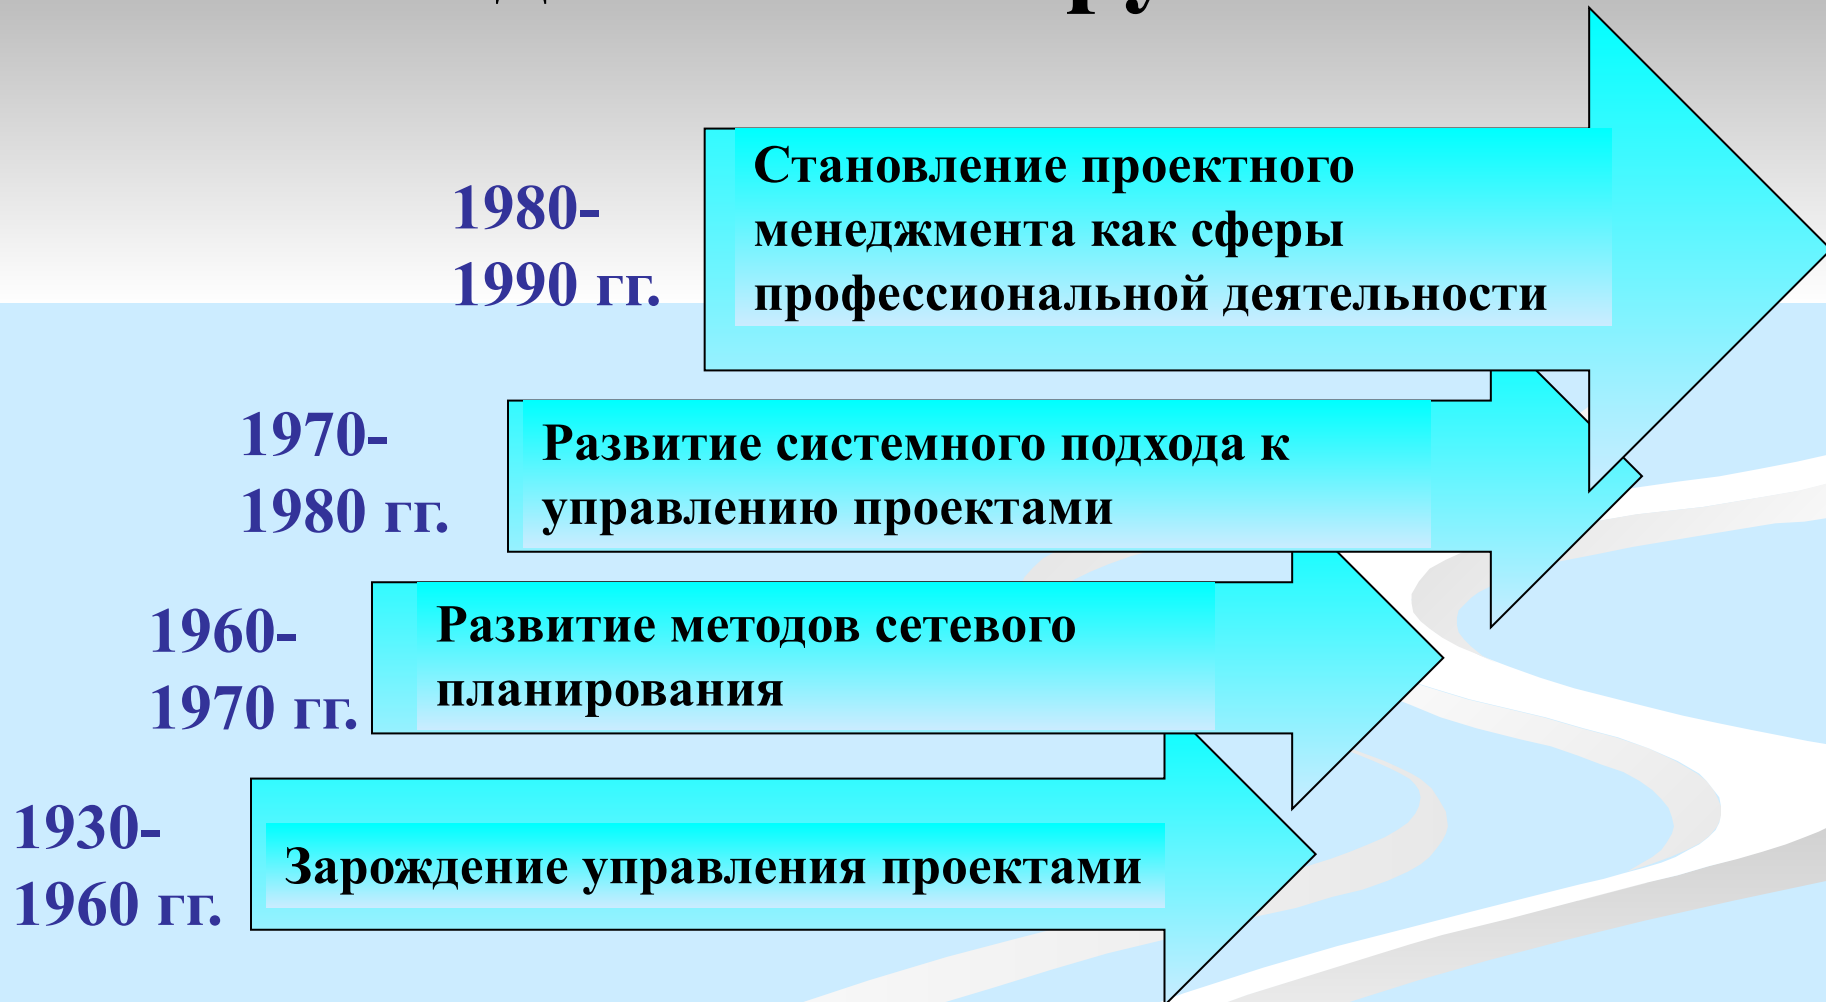 1980-
1990 гг.
Становление проектного
менеджмента как сферы
профессиональной деятельности
1970-
1980 гг.
Развитие системного подхода к
управлению проектами
1960-
1970 гг.
Развитие методов сетевого
планирования
1930-
1960 гг.
Зарождение управления проектами